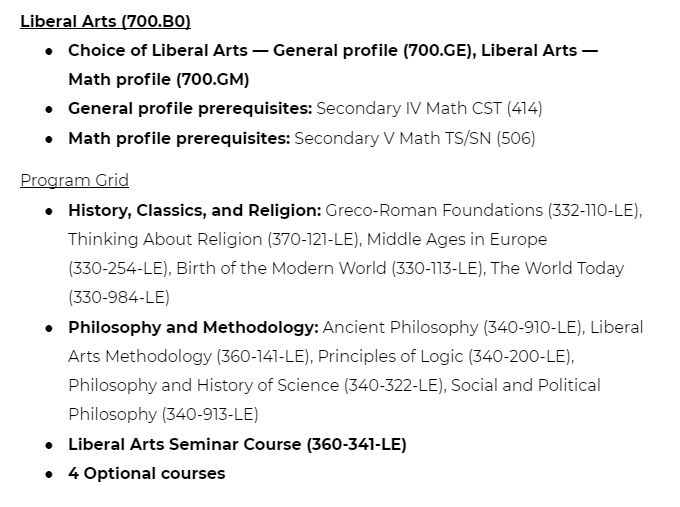 Liberal Arts (700.B0)
● Choice of Liberal Arts — General profile (700.GE), Liberal Arts —
Math profile (700.GM)
● General profile prerequisites: Secondary IV Math CST (414)
● Math profile prerequisites: Secondary V Math TS/SN (506)
Program Grid
● History, Classics, and Religion: Greco-Roman Foundations (332-110-LE),
Thinking About Religion (370-121-LE), Middle Ages in Europe
(330-254-LE), Birth of the Modern World (330-113-LE), The World Today
(330-984-LE)
● Philosophy and Methodology: Ancient Philosophy (340-910-LE), Liberal
Arts Methodology (360-141-LE), Principles of Logic (340-200-LE),
Philosophy and History of Science (340-322-LE), Social and Political
Philosophy (340-913-LE)
● Liberal Arts Seminar Course (360-341-LE)
● 4 Optional courses